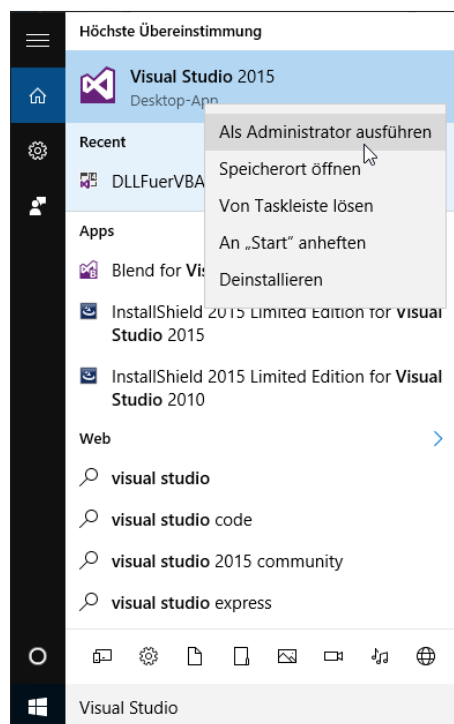 Höchste Übereinstimmung
Visual Studio 2015
Desktop-App
Als Administrator ausführen
Recent
Speicherort öffnen
DLLFuerVBA
Von Taskleiste lösen
Apps
An „Start“ anheften
Blend for Vis
Deinstallieren
InstallShield 2015 Limited Edition for Visual
Studio 2015
InstallShield 2015 Limited Edition for Visual
Studio 2010
Web
visual studio
visual studio code
visual studio 2015 community
visual studio express
Visual Studio